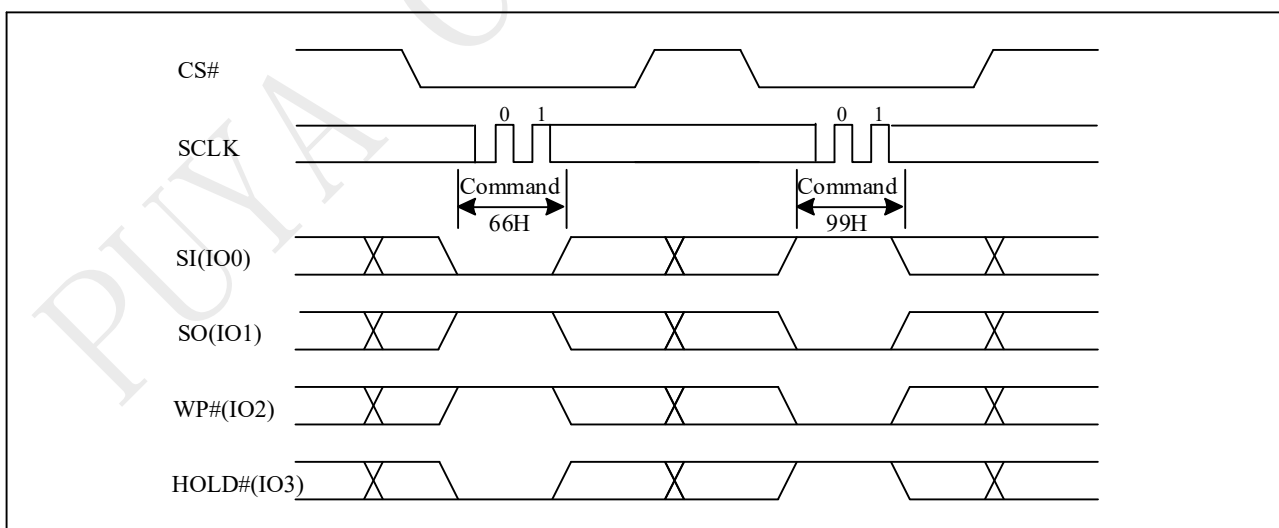 PUYA
CS#
0 1 0 1
SCLK
Command Command
66H 99H
SI(IO0)
SO(IO1)
WP#(IO2)
HOLD#(IO3)